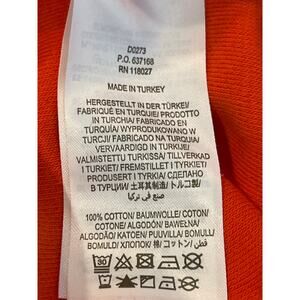 D0273
P.O. 637168
RN 118027
MADE IN TURKEY
HERGESTELLT IN DER TÜRKEI/
FABRIQUÉ EN TURQUIE/ PRODOTTO
IN TURCHIA/ FABRICADO EN
TURQUÍA/ WYPRODUKOWANO W
TURCJI/ FABRICADO NA TURQUIA
VERVAARDIGD IN TURKIJE/
VALMISTETTU TURKISSA/ TILLVERKAD
I TURKIET/ FREMSTILLET I TYRKIET/
PRODUSERT I TYRKIA/ СДЕЛАНО
В ТУРЦИИ/ 土耳其制造/ トルコ製/
صنع في تركيا
100% COTTON/ BAUMWOLLE/ COTON/
COTONE/ ALGODÓN/ BAWEŁNA/
ALGODÃO/ KATOEN/ PUUVILLA/ BOMULL/
BOMULD/ ХЛОПОК/ 棉/ コットン/ قطن
30